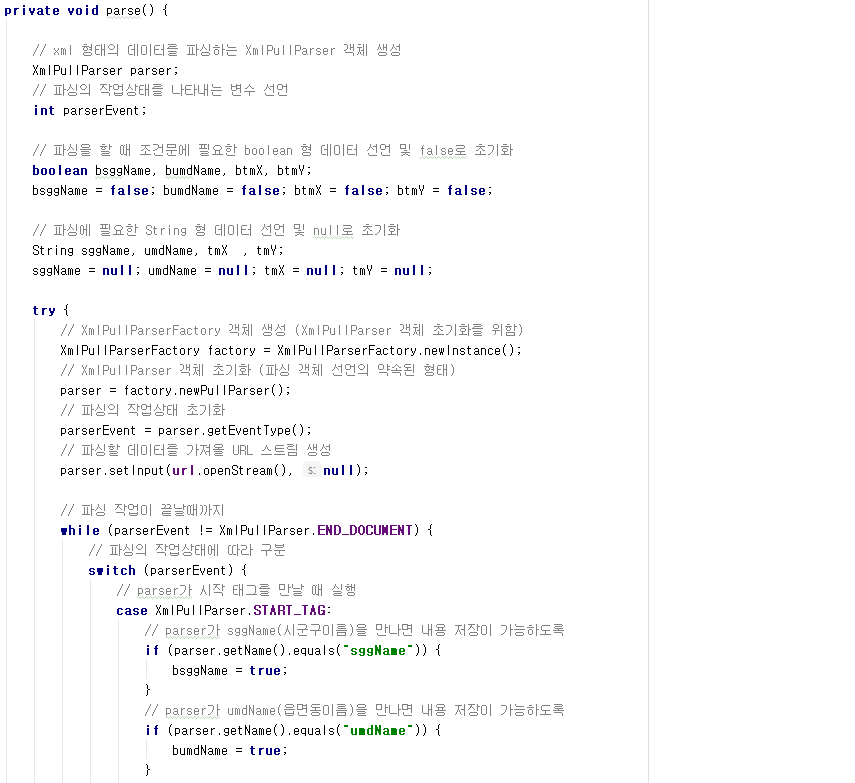 private void parse() {
// xml 형태의 데이터를 파싱하는 XmlPullParser 객체 생성
XmlPullParser parser;
// 파싱의 작업상태를 나타내는 변수 선언
int parserEvent;
// 파싱을 할 때 조건문에 필요한 boolean 형 데이터 선언 및 false로 초기화
boolean bsggName, bumdName, btmX, btmY;
bsggName = false; bumdName = false; btmX = false; btmY = false;
// 파싱에 필요한 String 형 데이터 선언 및 null로 초기화
String sggName, umdName, tmX  , tmY;
sggName = null; umdName = null; tmX = null; tmY = null;
try {
// XmlPullParserFactory 객체 생성 (XmlPullParser 객체 초기화를 위함)
XmlPullParserFactory factory = XmlPullParserFactory.newInstance();
// XmlPullParser 객체 초기화 (파싱 객체 선언의 약속된 형태)
parser = factory.newPullParser();
// 파싱의 작업상태 초기화
parserEvent = parser.getEventType();
// 파싱할 데이터를 가져올 URL 스트림 생성
parser.setInput(url.openStream(), s: null);
// 파싱 작업이 끝날때까지
while (parserEvent != XmlPullParser.END_DOCUMENT) {
// 파싱의 작업상태에 따라 구분
switch (parserEvent) {
// parser가 시작 태그를 만날 때 실행
case XmlPullParser.START_TAG:
// parser가 sggName(시군구이름)을 만나면 내용 저장이 가능하도록
if (parser.getName().equals("sggName")) {
bsggName = true;
}
// parser가 umdName(읍면동이름)을 만나면 내용 저장이 가능하도록
if (parser.getName().equals("umdName")) {
bumdName = true;
}